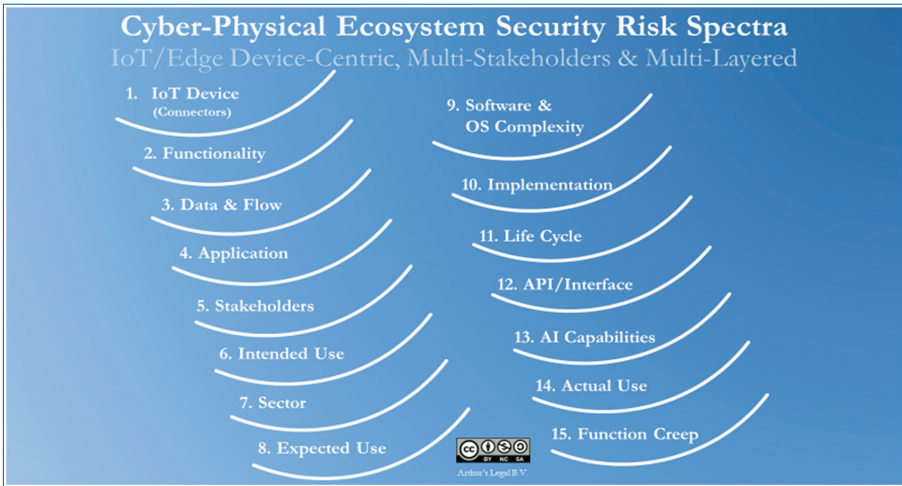 Cyber-Physical Ecosystem Security Risk Spectra
IoT/Edge Device-Centric, Multi-Stakeholders & Multi-Layered
1. IoT Device
(Connectors)
2. Functionality
3. Data & Flow
4. Application
5. Stakeholders
6. Intended Use
7. Sector
8. Expected Use
9. Software &
OS Complexity
10. Implementation
11. Life Cycle
12. API/Interface
13. AI Capabilities
14. Actual Use
15. Function Creep
cc
BY NC SA
Arthur's Legal B.V.